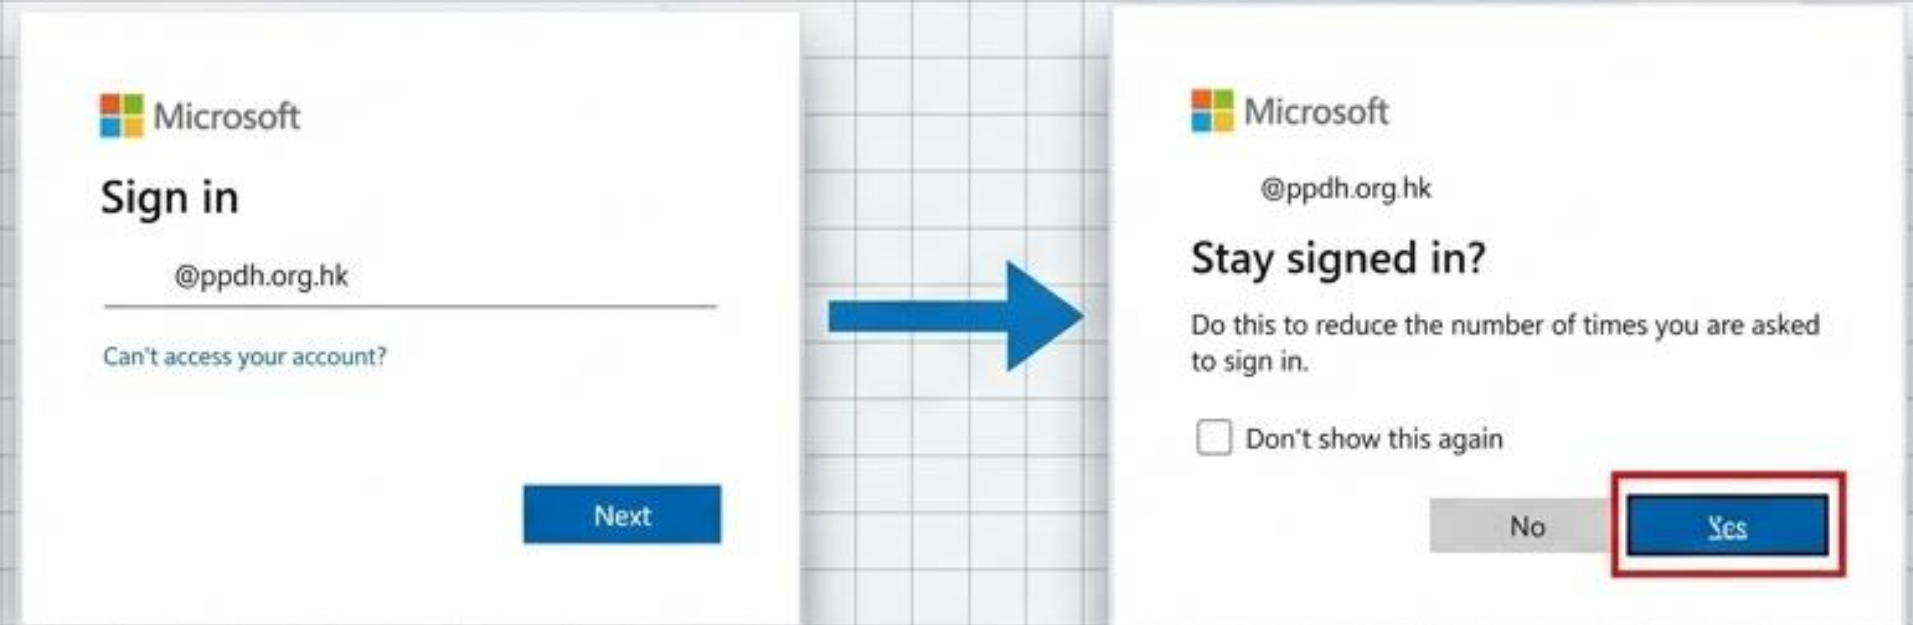 Microsoft
Sign in
@ppdh.org.hk
Can't access your account?
Next
Microsoft
@ppdh.org.hk
Stay signed in?
Do this to reduce the number of times you are asked
to sign in.
Don't show this again
No
Yes